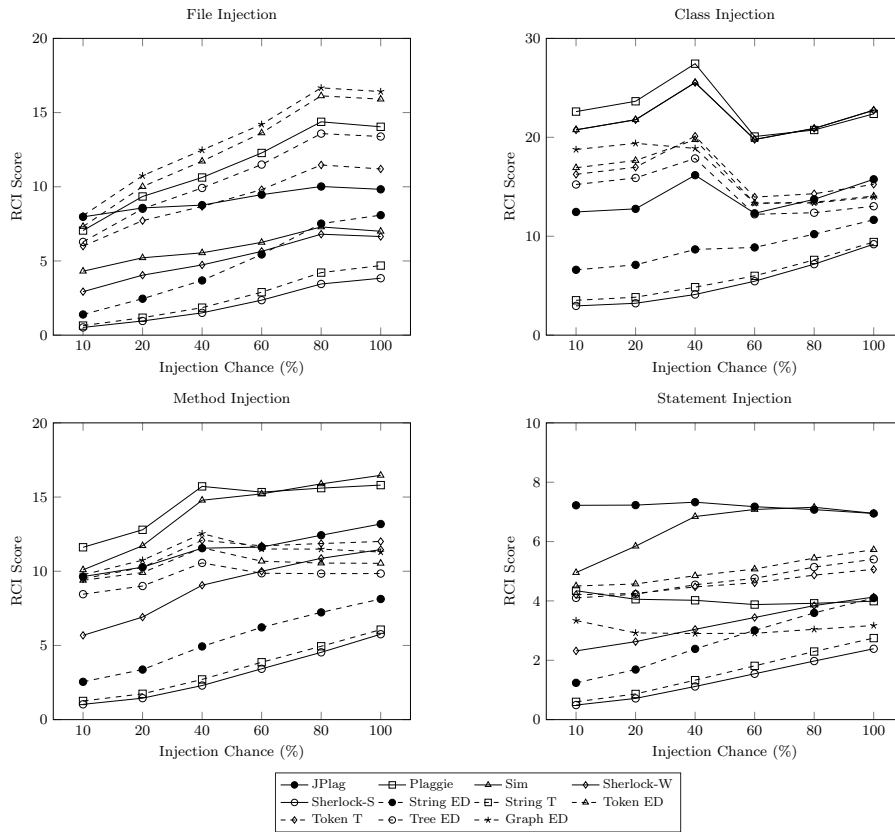 File Injection
20
15
10
5
0
RCI Score
10 20 40 60 80 100
Injection Chance (%)
Class Injection
30
20
10
0
RCI Score
10 20 40 60 80 100
Injection Chance (%)
Method Injection
20
15
10
5
0
RCI Score
10 20 40 60 80 100
Injection Chance (%)
Statement Injection
10
8
6
4
2
0
RCI Score
10 20 40 60 80 100
Injection Chance (%)
JPlag Plaggie Sim Sherlock-W
Sherlock-S String ED String T Token ED
Token T Tree ED Graph ED